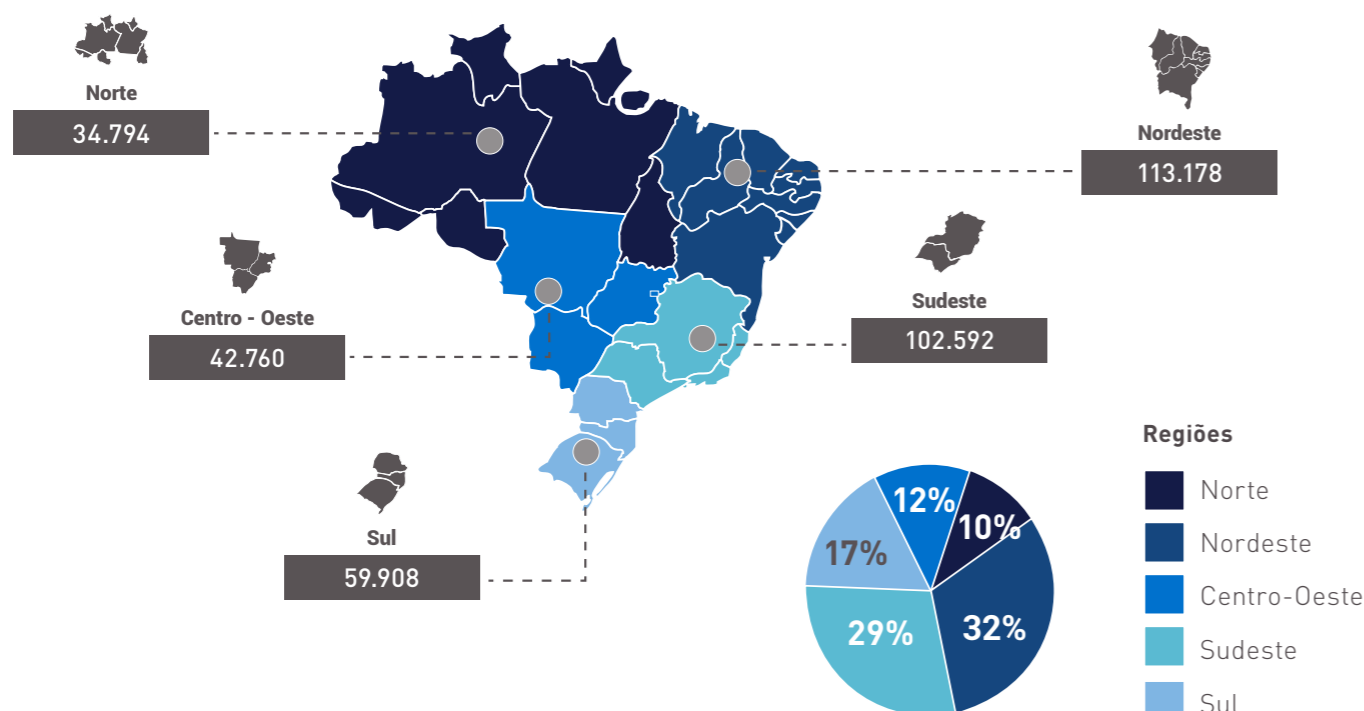 Norte
34.794
Nordeste
113.178
Sudeste
102.592
Centro - Oeste
42.760
Sul
59.908
Regiões
Norte
Nordeste
Centro-Oeste
Sudeste
Sul
12%
10%
17%
29%
32%